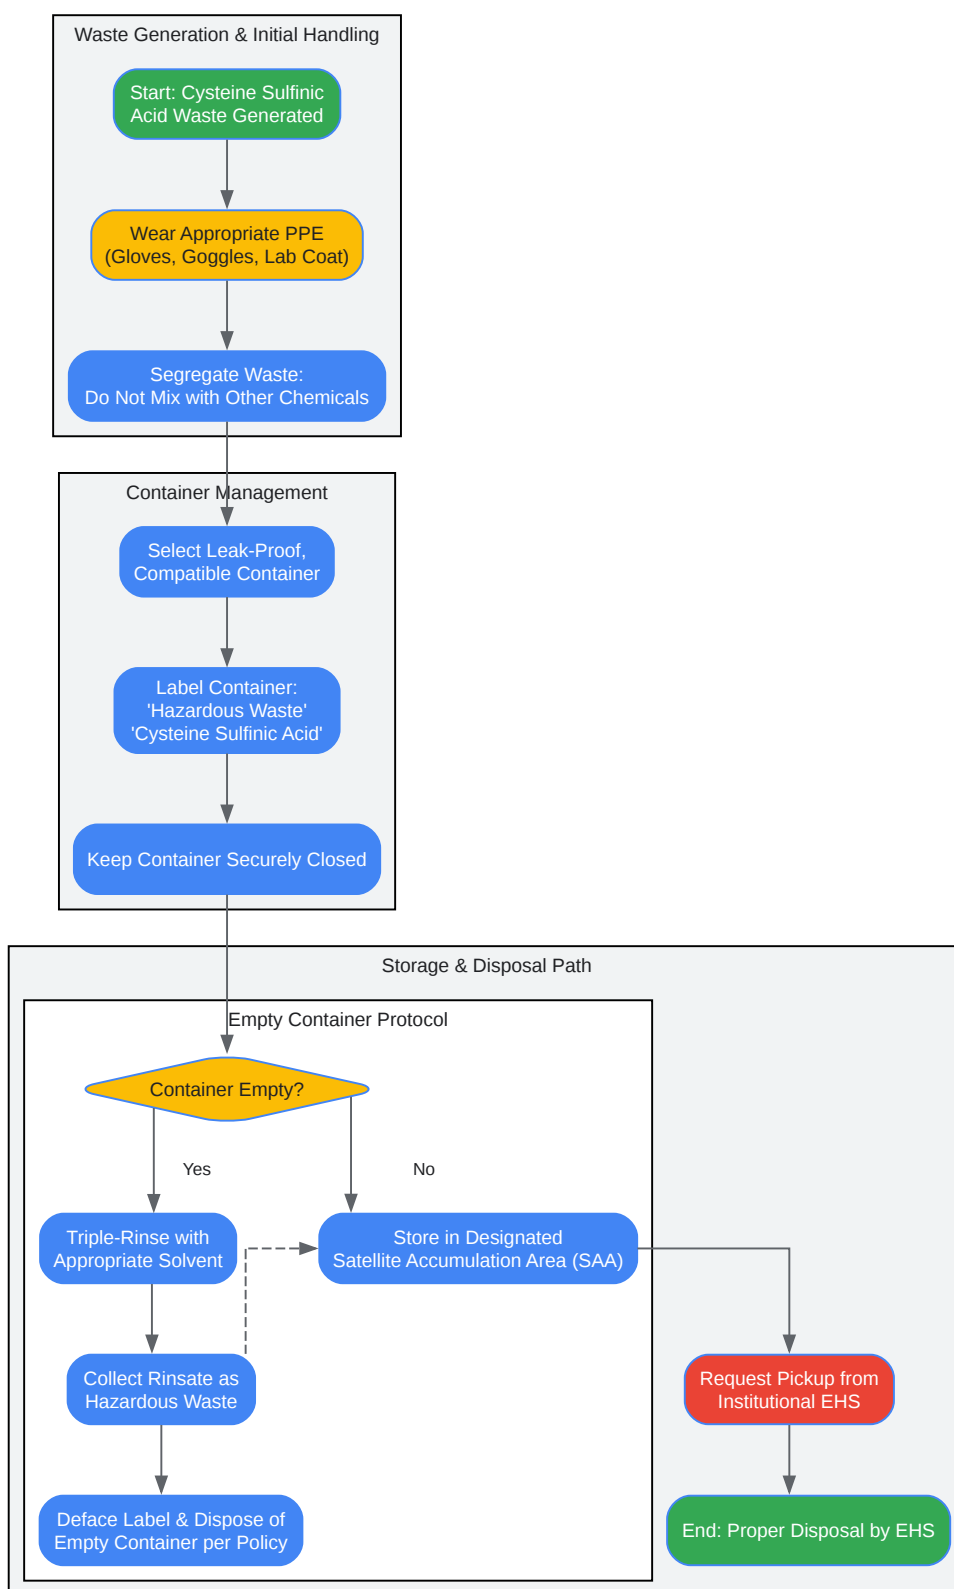 Waste Generation & Initial Handling
Start: Cysteine Sulfinic
Acid Waste Generated
Wear Appropriate PPE
(Gloves, Goggles, Lab Coat)
Segregate Waste:
Do Not Mix with Other Chemicals
Container Management
Select Leak-Proof,
Compatible Container
Label Container:
'Hazardous Waste'
'Cysteine Sulfinic Acid'
Keep Container Securely Closed
Storage & Disposal Path
Empty Container Protocol
Container Empty?
Yes
No
Triple-Rinse with
Appropriate Solvent
Store in Designated
Satellite Accumulation Area (SAA)
Collect Rinsate as
Hazardous Waste
Request Pickup from
Institutional EHS
Deface Label & Dispose of
Empty Container per Policy
End: Proper Disposal by EHS